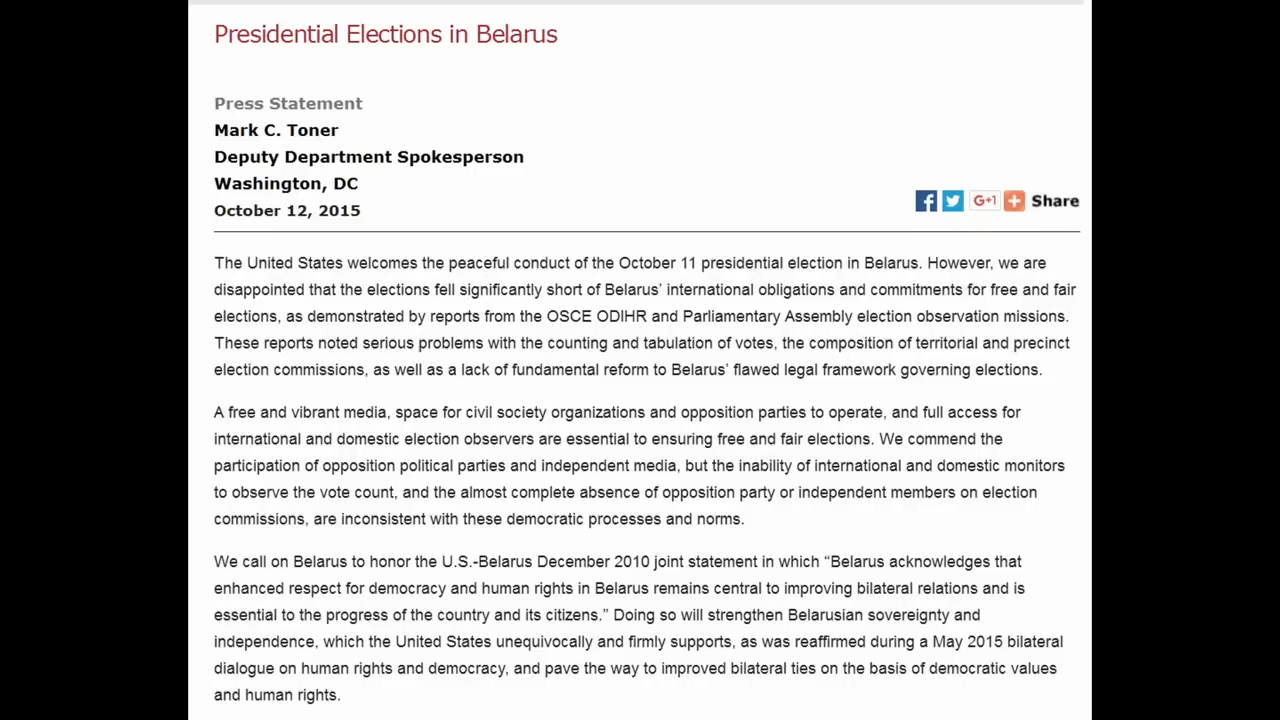 Presidential Elections in Belarus
Press Statement
Mark C. Toner
Deputy Department Spokesperson
Washington, DC
October 12, 2015
G+1 Share
The United States welcomes the peaceful conduct of the October 11 presidential election in Belarus. However, we are
disappointed that the elections fell significantly short of Belarus’ international obligations and commitments for free and fair
elections, as demonstrated by reports from the OSCE ODIHR and Parliamentary Assembly election observation missions.
These reports noted serious problems with the counting and tabulation of votes, the composition of territorial and precinct
election commissions, as well as a lack of fundamental reform to Belarus’ flawed legal framework governing elections.
A free and vibrant media, space for civil society organizations and opposition parties to operate, and full access for
international and domestic election observers are essential to ensuring free and fair elections. We commend the
participation of opposition political parties and independent media, but the inability of international and domestic monitors
to observe the vote count, and the almost complete absence of opposition party or independent members on election
commissions, are inconsistent with these democratic processes and norms.
We call on Belarus to honor the U.S.-Belarus December 2010 joint statement in which “Belarus acknowledges that
enhanced respect for democracy and human rights in Belarus remains central to improving bilateral relations and is
essential to the progress of the country and its citizens.” Doing so will strengthen Belarusian sovereignty and
independence, which the United States unequivocally and firmly supports, as was reaffirmed during a May 2015 bilateral
dialogue on human rights and democracy, and pave the way to improved bilateral ties on the basis of democratic values
and human rights.